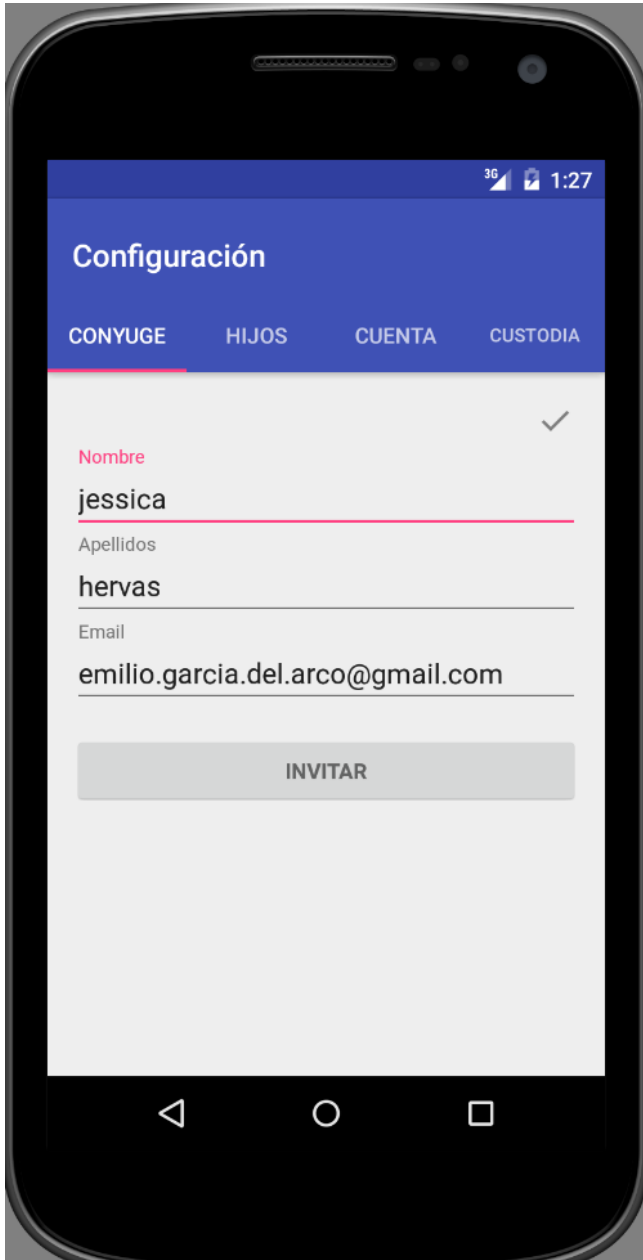 3G 1:27
Configuración
CONYUGE HIJOS CUENTA CUSTODIA
Nombre
jessica
Apellidos
hervas
Email
emilio.garcia.del.arco@gmail.com
INVITAR